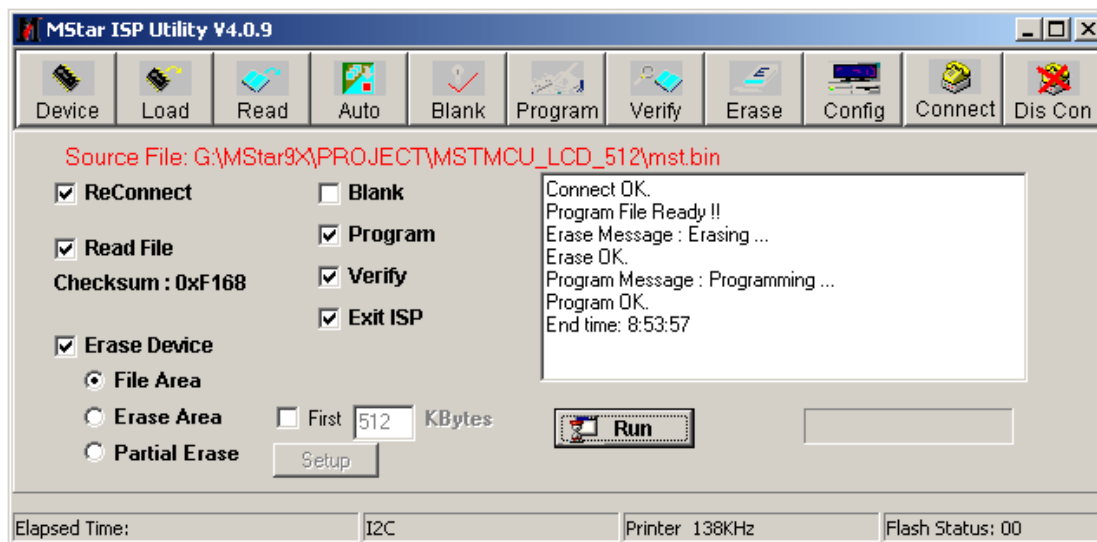 MStar ISP Utility V4.0.9
Device Load Read Auto Blank Program Verify Erase Config Connect Dis Con
Source File: G:\MStar9X\PROJECT\MSTMCU_LCD_512\mst.bin
ReConnect
Read File
Checksum : 0xF168
Erase Device
File Area
Erase Area
Partial Erase
Blank
Program
Verify
Exit ISP
First 512 KBytes
Setup
Connect OK.
Program File Ready !!
Erase Message : Erasing ...
Erase OK.
Program Message : Programming ...
Program OK.
End time: 8:53:57
Run
Elapsed Time: I2C Printer 138KHz Flash Status: 00